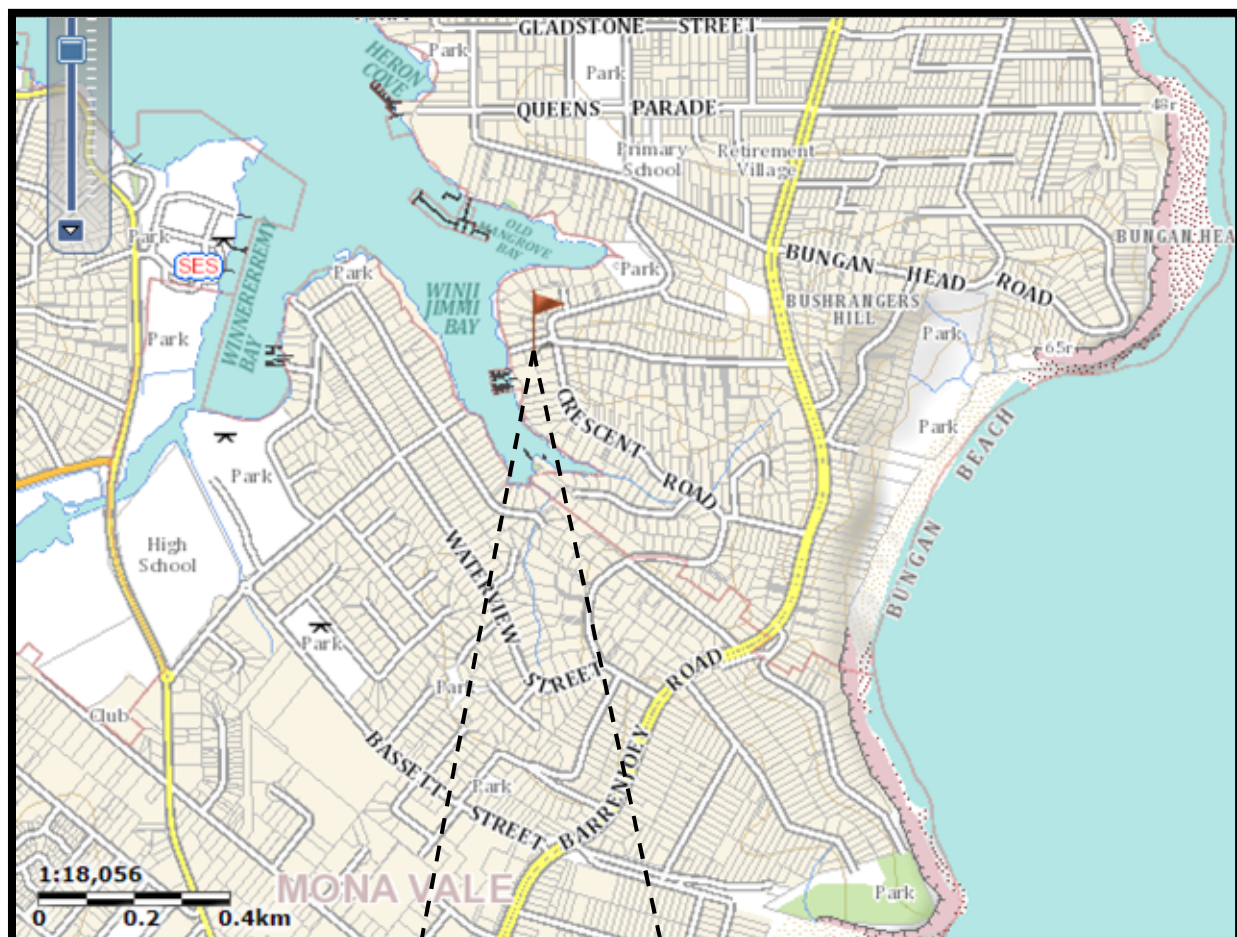 GLADSTONE STREET
HERON
COVE
Park
Park
QUEENS PARADE
48r
Primary
School
Retirement
Village
OLD
MANGROVE
BAY
Park
SES
WINNERERREMY
BAY
Park
WINJI
JIMMI
BAY
Park
BUNGAN HEAD ROAD
BUNGAN HEA
BUSHRANGERS
HILL
Park
Park
65r
CRESCENT ROAD
Park
BUNGAN BEACH
Park
High
School
WATERVIEW STREET
Park
Park
Club
BARRENJOEY ROAD
BASSETT STREET
Park
Park
MONA VALE
1:18,056
0 0.2 0.4km